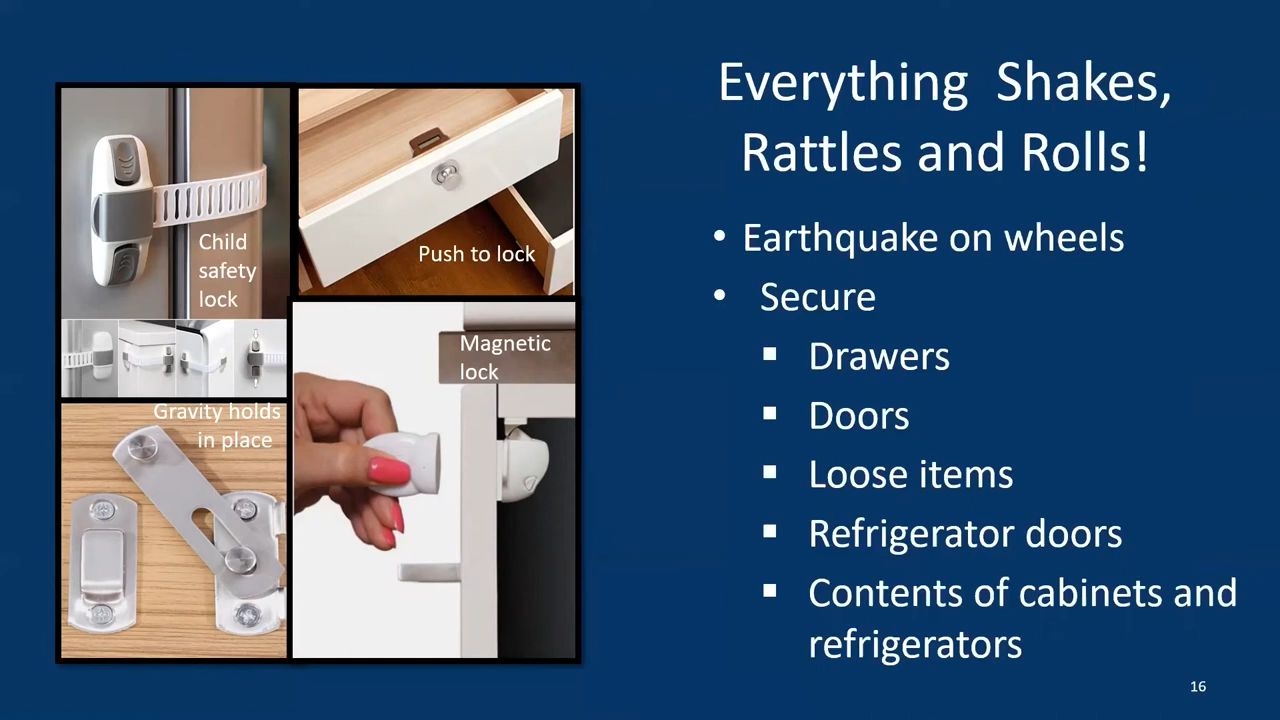 Everything Shakes,
Rattles and Rolls!
• Earthquake on wheels
• Secure
▪ Drawers
▪ Doors
▪ Loose items
▪ Refrigerator doors
▪ Contents of cabinets and
refrigerators
Child
safety
lock
Push to lock
Magnetic
lock
Gravity holds
in place
16